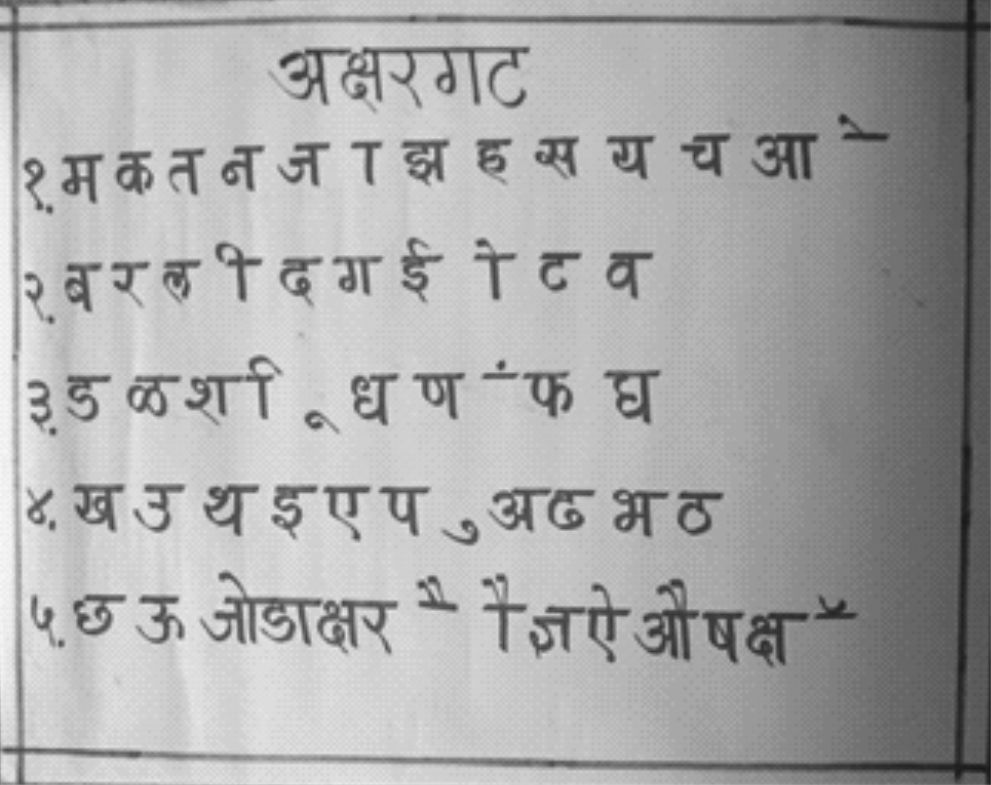 अक्षरगट
१. म क त न ज ा झ ह स य च आ े
२. ब र ल ी द ग ई ो ट व
३. ड ळ श ि ू ध ण ं फ घ
४. ख उ थ इ ए प ु अ ढ भ ठ
५. छ ऊ जोडाक्षर ै ौ ज्ञ ऐ औ ष क्ष ृ